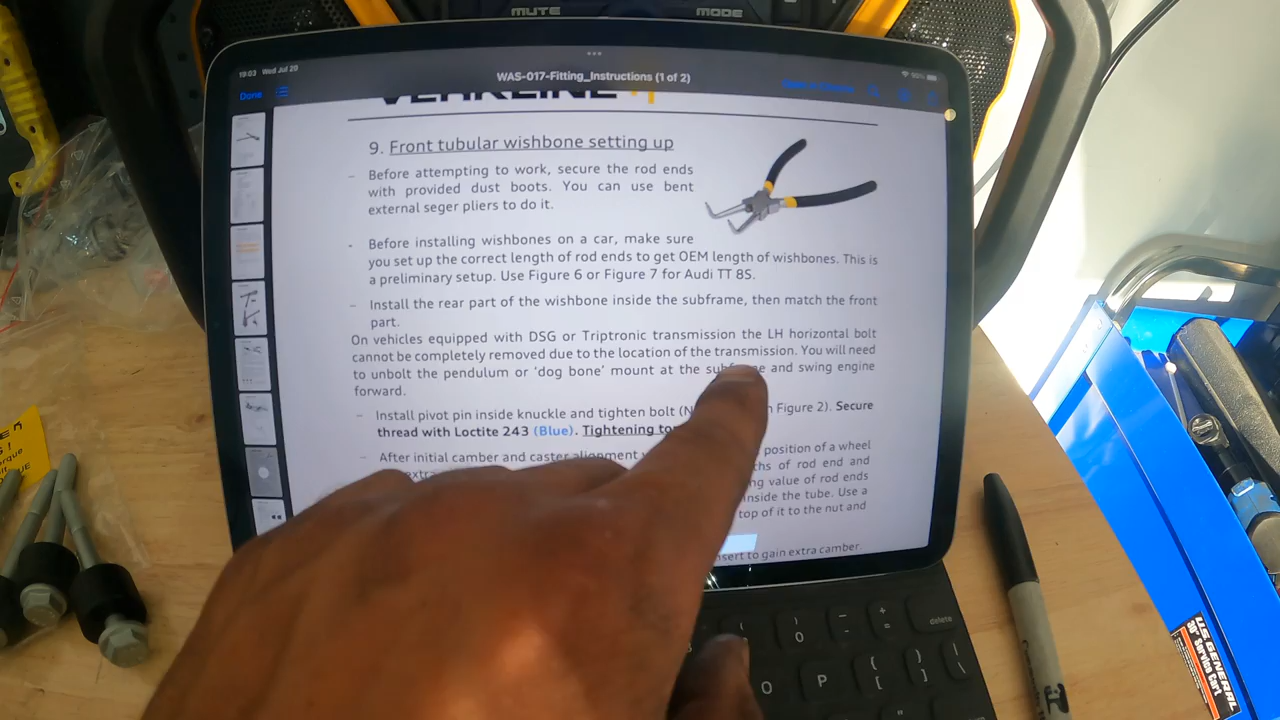 MUTE
MODE
19:03 Wed Jul 20
90%
WAS-017-Fitting_Instructions (1 of 2)
Done
VERKLINE
9. Front tubular wishbone setting up
- Before attempting to work, secure the rod ends
with provided dust boots. You can use bent
external seger pliers to do it.
- Before installing wishbones on a car, make sure
you set up the correct length of rod ends to get OEM length of wishbones. This is
a preliminary setup. Use Figure 6 or Figure 7 for Audi TT 8S.
- Install the rear part of the wishbone inside the subframe, then match the front
part.
On vehicles equipped with DSG or Triptronic transmission the LH horizontal bolt
cannot be completely removed due to the location of the transmission. You will need
to unbolt the pendulum or 'dog bone' mount at the subframe and swing engine
forward.
- Install pivot pin inside knuckle and tighten bolt (N Figure 2). Secure
thread with Loctite 243 (Blue). Tightening
- After initial camber and caster alignment position of a wheel
of rod end and
value of rod ends
inside the tube. Use a
top of it to the nut and
to gain extra camber.
delete
O
P
U.S. GENERAL
30" Service Cart